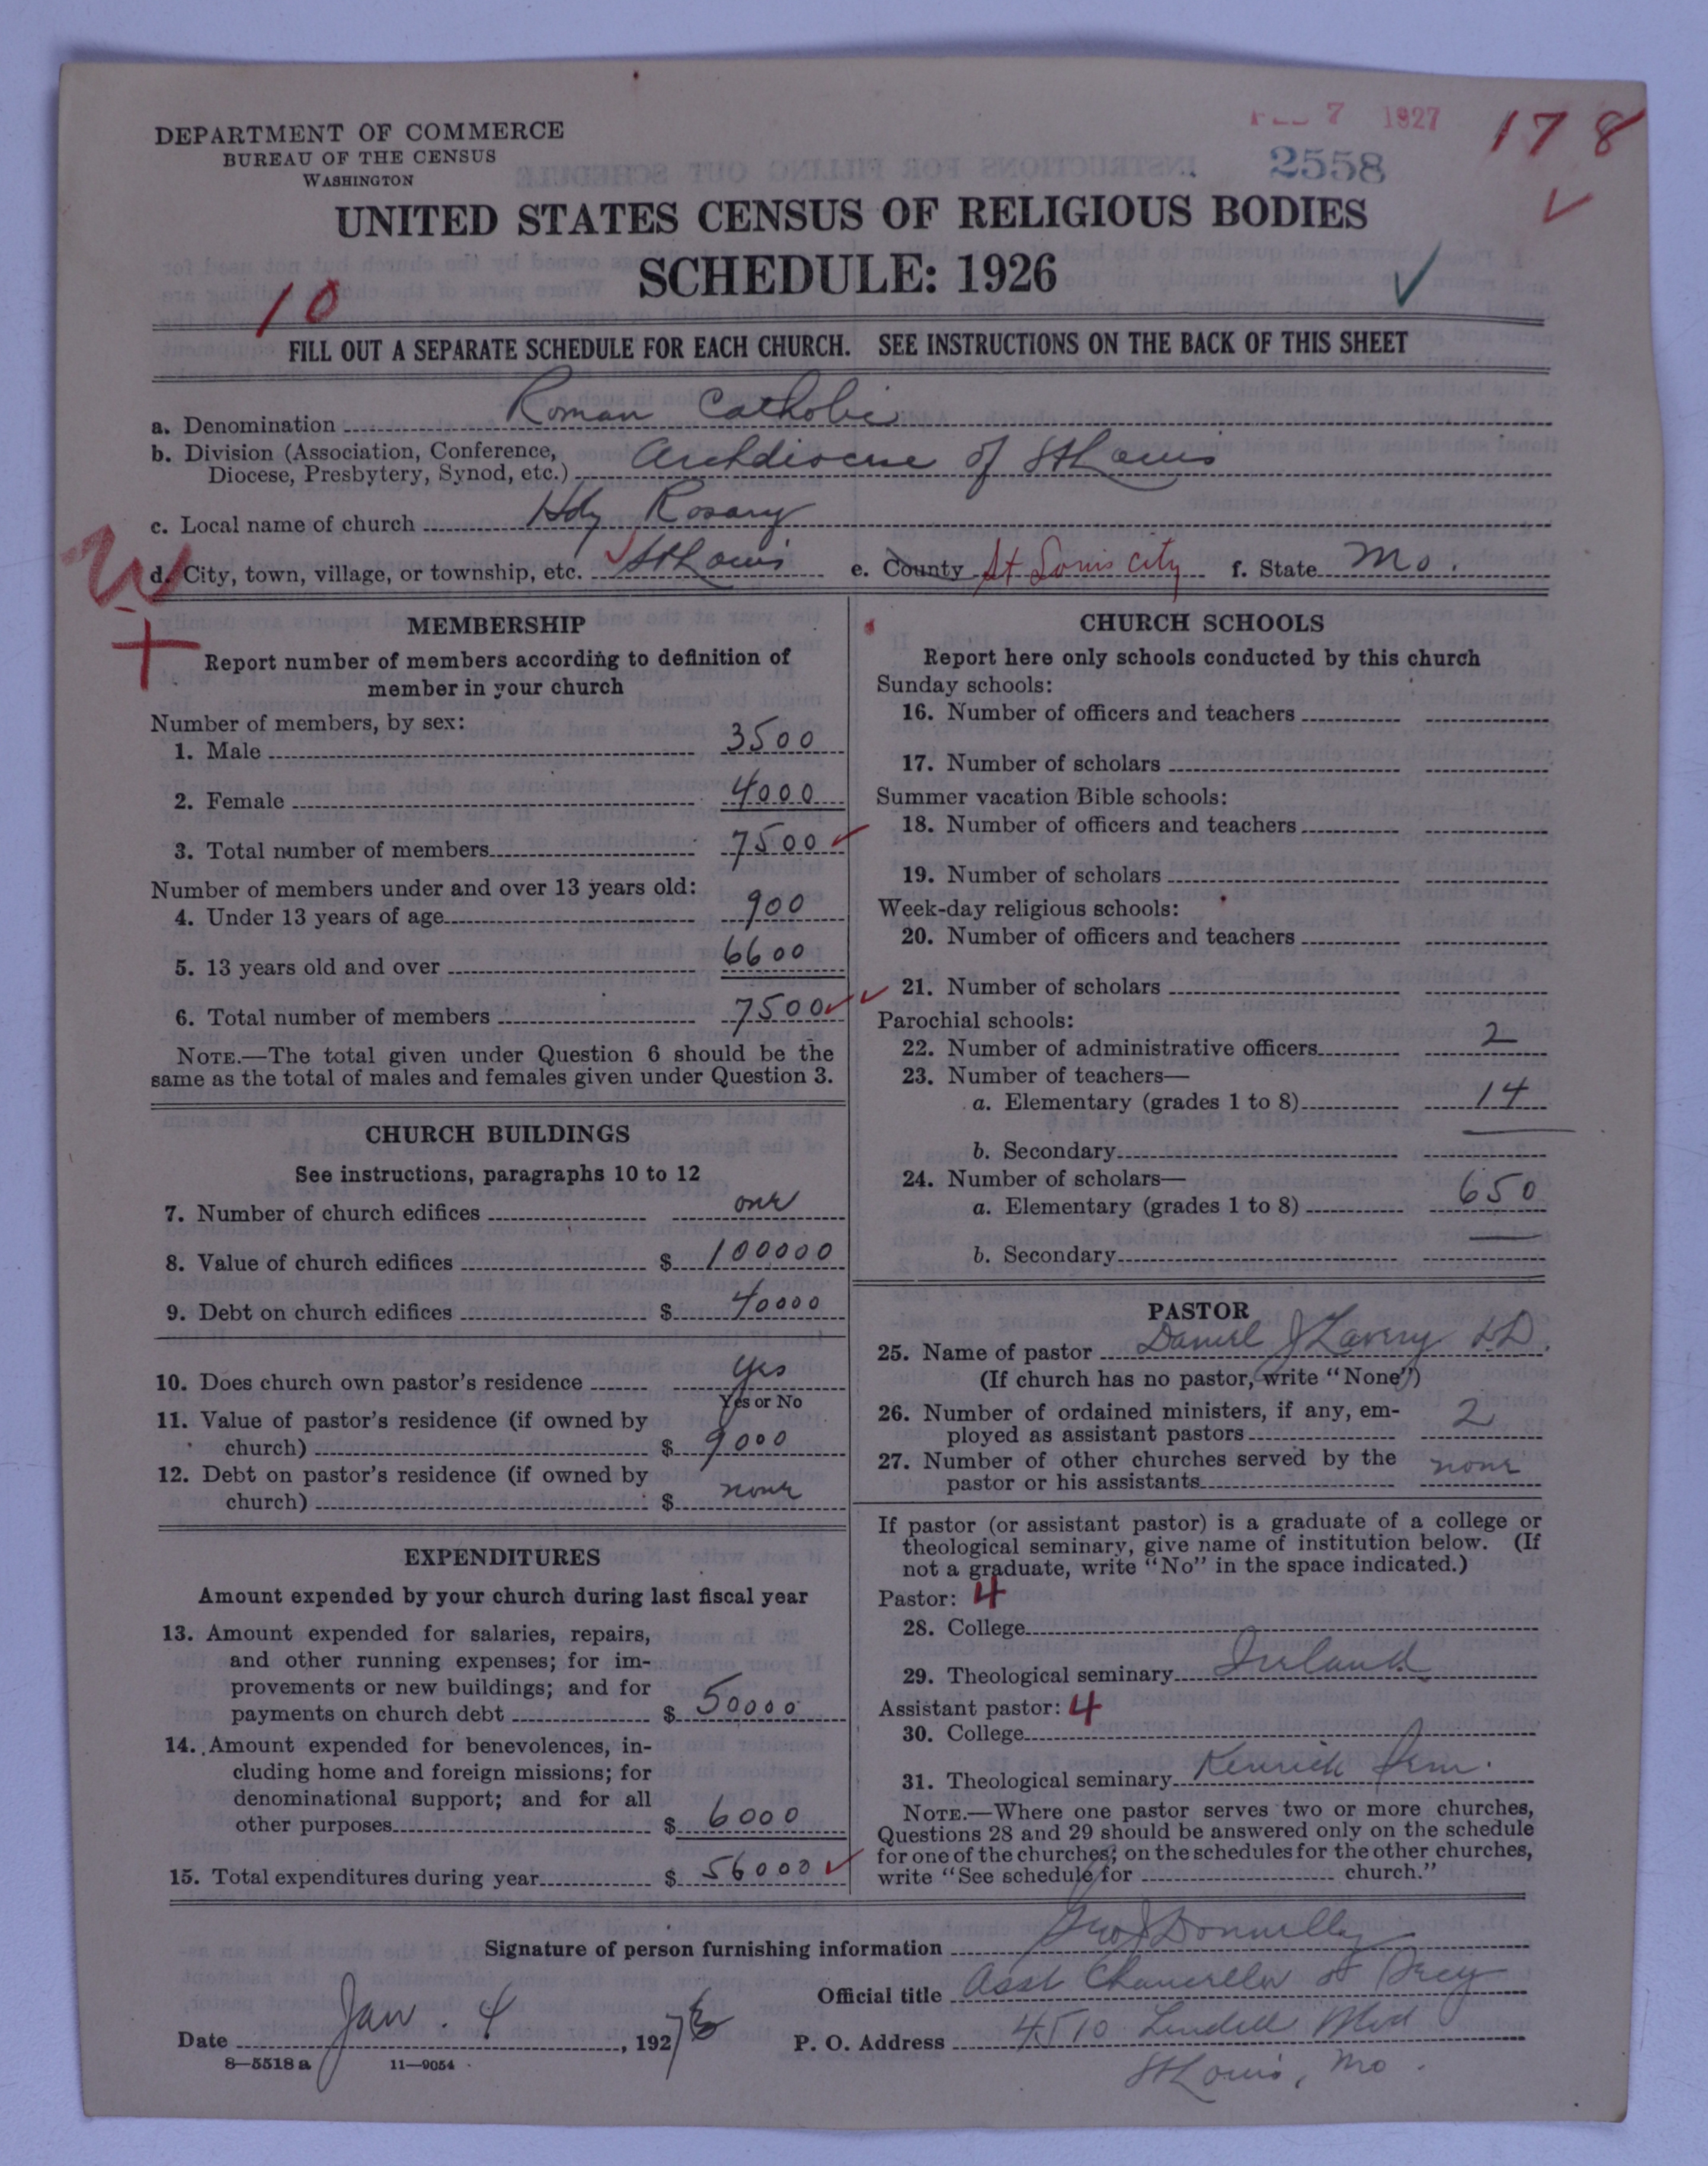 DEPARTMENT OF COMMERCE
BUREAU OF THE CENSUS
WASHINGTON
7 1927
178
2558
UNITED STATES CENSUS OF RELIGIOUS BODIES
SCHEDULE: 1926
10
FILL OUT A SEPARATE SCHEDULE FOR EACH CHURCH. SEE INSTRUCTIONS ON THE BACK OF THIS SHEET
a. Denomination Roman Catholic
b. Division (Association, Conference,
Diocese, Presbytery, Synod, etc.) Archdiocese of St Louis
c. Local name of church Holy Rosary
W
d. City, town, village, or township, etc. St Louis e. County St Louis City f. State Mo.
MEMBERSHIP
Report number of members according to definition of
member in your church
Number of members, by sex:
1. Male 3500
2. Female 4000
3. Total number of members 7500
Number of members under and over 13 years old:
4. Under 13 years of age 900
5. 13 years old and over 6600
6. Total number of members 7500
NOTE.—The total given under Question 6 should be the
same as the total of males and females given under Question 3.
CHURCH BUILDINGS
See instructions, paragraphs 10 to 12
7. Number of church edifices one
8. Value of church edifices $ 100000
9. Debt on church edifices $ 40000
10. Does church own pastor's residence yes
Yes or No
11. Value of pastor's residence (if owned by
church) $ 9000
12. Debt on pastor's residence (if owned by
church) $ none
EXPENDITURES
Amount expended by your church during last fiscal year
13. Amount expended for salaries, repairs,
and other running expenses; for im-
provements or new buildings; and for
payments on church debt $ 50000
14. Amount expended for benevolences, in-
cluding home and foreign missions; for
denominational support; and for all
other purposes $ 6000
15. Total expenditures during year $ 56000
CHURCH SCHOOLS
Report here only schools conducted by this church
Sunday schools:
16. Number of officers and teachers
17. Number of scholars
Summer vacation Bible schools:
18. Number of officers and teachers
19. Number of scholars
Week-day religious schools:
20. Number of officers and teachers
21. Number of scholars
Parochial schools:
22. Number of administrative officers 2
23. Number of teachers—
a. Elementary (grades 1 to 8) 14
b. Secondary
24. Number of scholars—
a. Elementary (grades 1 to 8) 650
b. Secondary
PASTOR
25. Name of pastor Daniel J Lavery D.D.
(If church has no pastor, write "None")
26. Number of ordained ministers, if any, em-
ployed as assistant pastors 2
27. Number of other churches served by the
pastor or his assistants none
If pastor (or assistant pastor) is a graduate of a college or
theological seminary, give name of institution below. (If
not a graduate, write "No" in the space indicated.)
Pastor: 4
28. College
29. Theological seminary Ireland
Assistant pastor: 4
30. College
31. Theological seminary Kenrick Sem.
NOTE.—Where one pastor serves two or more churches,
Questions 28 and 29 should be answered only on the schedule
for one of the churches; on the schedules for the other churches,
write "See schedule for church."
Signature of person furnishing information Geo J Donnelly
Official title Asst Chancellor & Secy
Date Jan. 4, 1927 P. O. Address 4510 Lindell Blvd
St Louis, Mo.
8—5518 a 11—9054